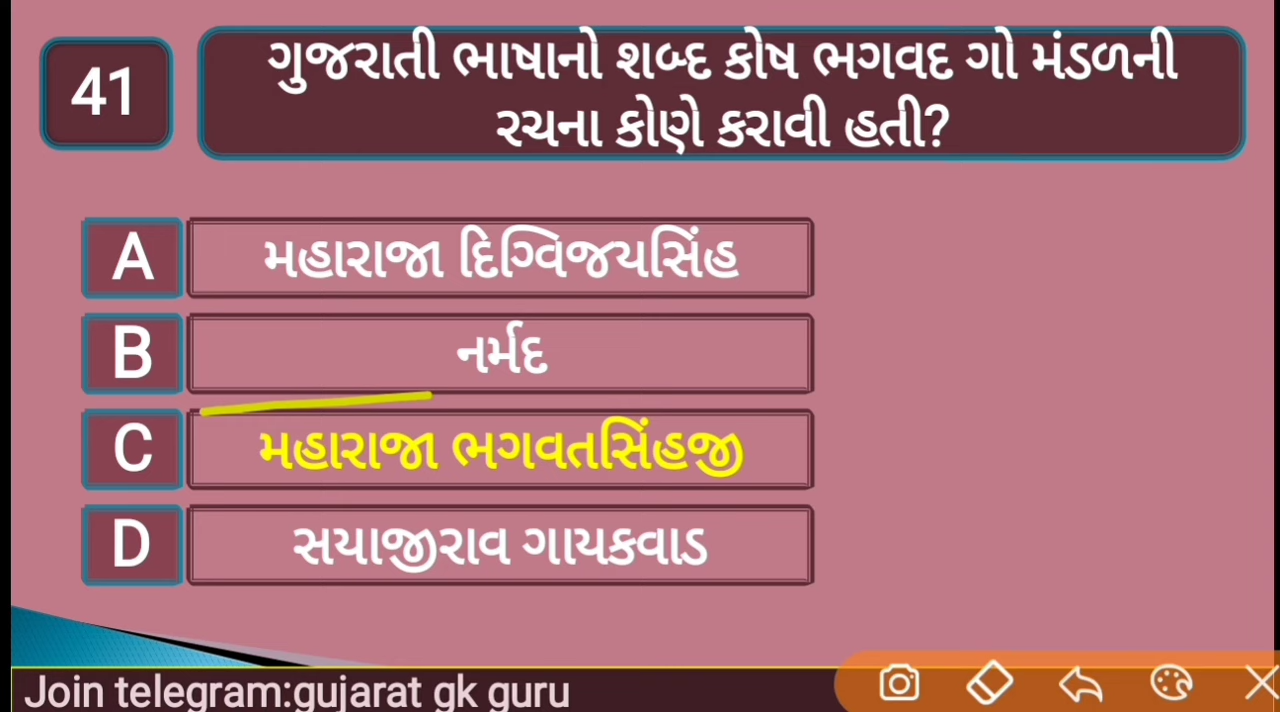 41
ગુજરાતી ભાષાનો શબ્દ કોષ ભગવદ ગો મંડળની
રચના કોણે કરાવી હતી?
A
મહારાજા દિગ્વિજયસિંહ
B
નર્મદ
C
મહારાજા ભગવતસિંહજી
D
સયાજીરાવ ગાયકવાડ
Join telegram:gujarat gk guru